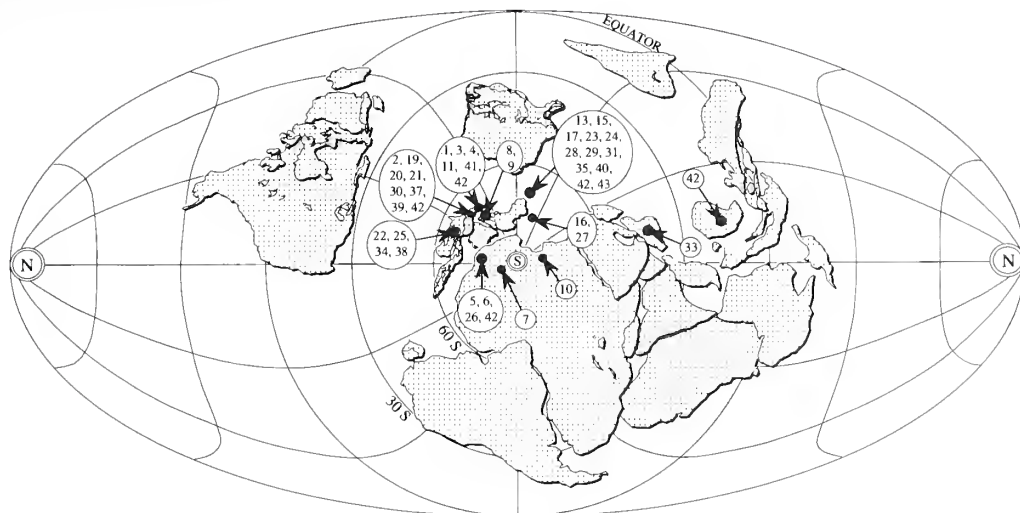 EQUATOR
13, 15,
17, 23, 24,
28, 29, 31,
35, 40,
42, 43
1, 3, 4,
11, 41,
42
8,
9
2, 19,
20, 21,
30, 37,
39, 42
42
16,
27
22, 25,
34, 38
33
N
S
N
10
5, 6,
26, 42
7
60 S
30 S